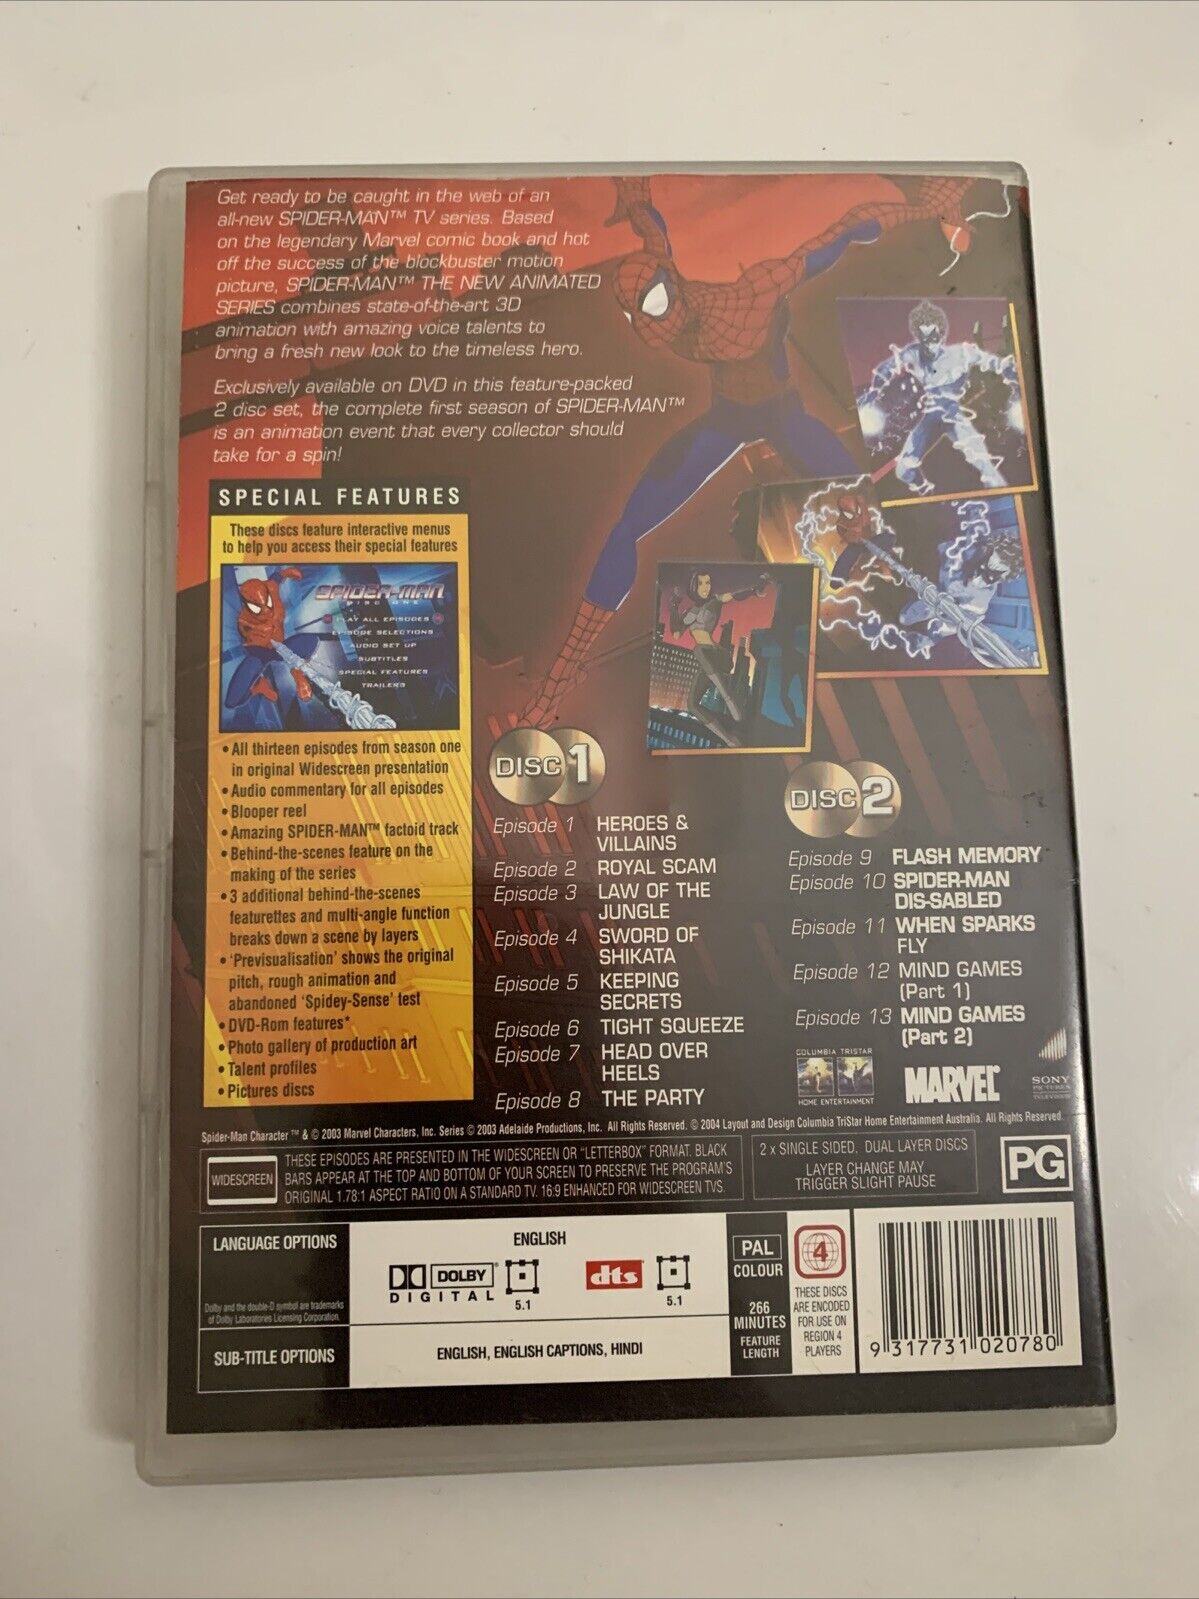 Get ready to be caught in the web of an
all-new SPIDER-MAN™ TV series. Based
on the legendary Marvel comic book and hot
off the success of the blockbuster motion
picture, SPIDER-MAN™ THE NEW ANIMATED
SERIES combines state-of-the-art 3D
animation with amazing voice talents to
bring a fresh new look to the timeless hero.
Exclusively available on DVD in this feature-packed
2 disc set, the complete first season of SPIDER-MAN™
is an animation event that every collector should
take for a spin!
SPECIAL FEATURES
These discs feature interactive menus
to help you access their special features
SPIDER-MAN
DISC ONE
PLAY ALL EPISODES
EPISODE SELECTIONS
AUDIO SET UP
SUBTITLES
SPECIAL FEATURES
TRAILERS
• All thirteen episodes from season one
in original Widescreen presentation
• Audio commentary for all episodes
• Blooper reel
• Amazing SPIDER-MAN™ factoid track
• Behind-the-scenes feature on the
making of the series
• 3 additional behind-the-scenes
featurettes and multi-angle function
breaks down a scene by layers
• 'Previsualisation' shows the original
pitch, rough animation and
abandoned 'Spidey-Sense' test
• DVD-Rom features*
• Photo gallery of production art
• Talent profiles
• Pictures discs
DISC 1
Episode 1 HEROES &
VILLAINS
Episode 2 ROYAL SCAM
Episode 3 LAW OF THE
JUNGLE
Episode 4 SWORD OF
SHIKATA
Episode 5 KEEPING
SECRETS
Episode 6 TIGHT SQUEEZE
Episode 7 HEAD OVER
HEELS
Episode 8 THE PARTY
DISC 2
Episode 9 FLASH MEMORY
Episode 10 SPIDER-MAN
DIS-SABLED
Episode 11 WHEN SPARKS
FLY
Episode 12 MIND GAMES
(Part 1)
Episode 13 MIND GAMES
(Part 2)
COLUMBIA TRISTAR
HOME ENTERTAINMENT
MARVEL
SONY
PICTURES
TELEVISION
Spider-Man Character ™ & © 2003 Marvel Characters, Inc. Series © 2003 Adelaide Productions, Inc. All Rights Reserved. © 2004 Layout and Design Columbia TriStar Home Entertainment Australia. All Rights Reserved.
WIDESCREEN
THESE EPISODES ARE PRESENTED IN THE WIDESCREEN OR "LETTERBOX" FORMAT. BLACK
BARS APPEAR AT THE TOP AND BOTTOM OF YOUR SCREEN TO PRESERVE THE PROGRAM'S
ORIGINAL 1.78:1 ASPECT RATIO ON A STANDARD TV. 16:9 ENHANCED FOR WIDESCREEN TVS.
2 x SINGLE SIDED, DUAL LAYER DISCS
LAYER CHANGE MAY
TRIGGER SLIGHT PAUSE
PG
LANGUAGE OPTIONS
Dolby and the double-D symbol are trademarks
of Dolby Laboratories Licensing Corporation.
ENGLISH
DOLBY
DIGITAL
5.1
dts
5.1
SUB-TITLE OPTIONS
ENGLISH, ENGLISH CAPTIONS, HINDI
PAL
COLOUR
266
MINUTES
FEATURE
LENGTH
4
THESE DISCS
ARE ENCODED
FOR USE ON
REGION 4
PLAYERS
9 317731 020780